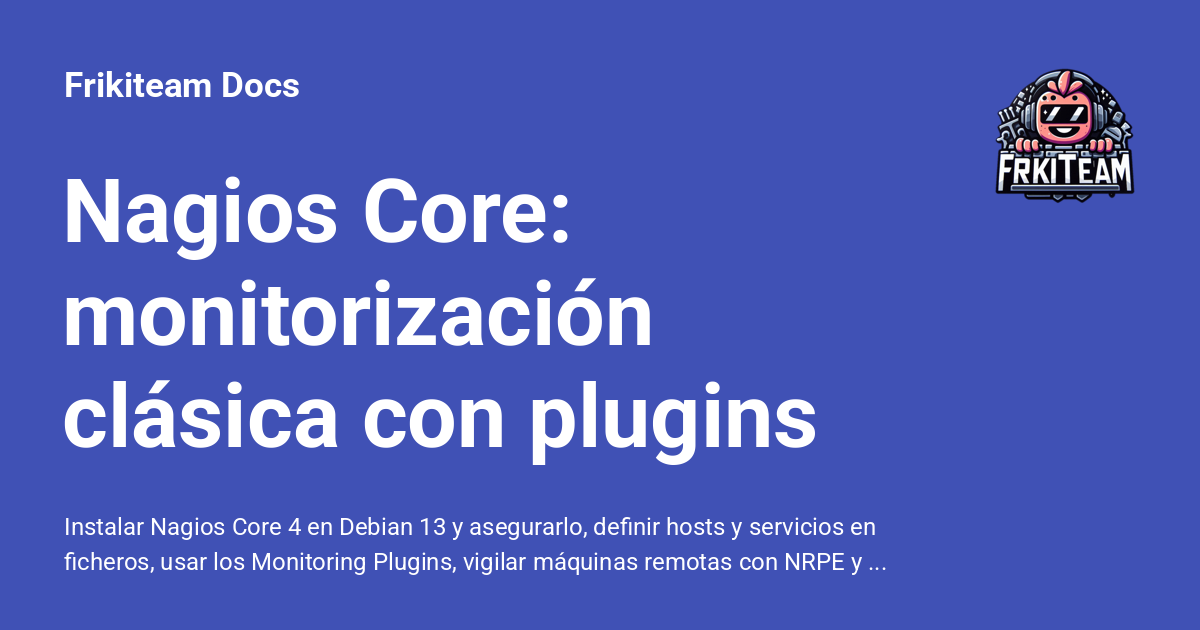 Frikiteam Docs
FRKITEAM
Nagios Core:
monitorización
clásica con plugins
Instalar Nagios Core 4 en Debian 13 y asegurarlo, definir hosts y servicios en
ficheros, usar los Monitoring Plugins, vigilar máquinas remotas con NRPE y ...